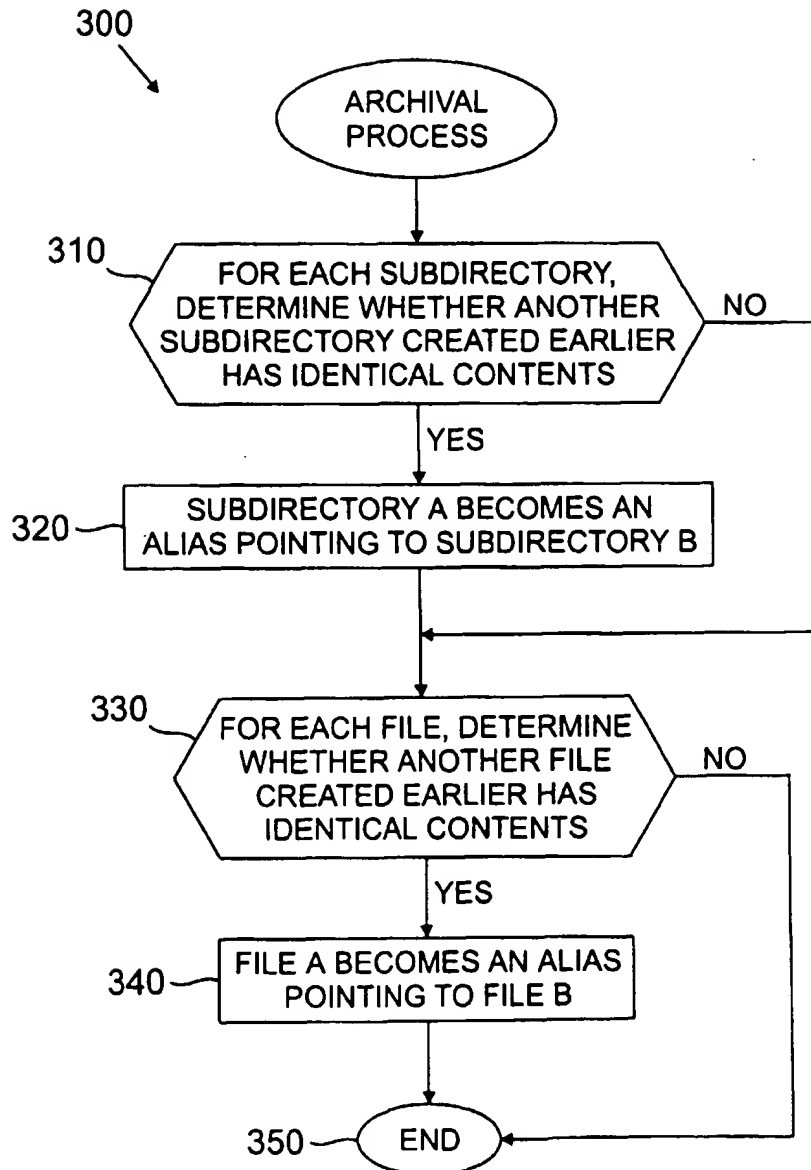 300
ARCHIVAL
PROCESS
310
FOR EACH SUBDIRECTORY,
DETERMINE WHETHER ANOTHER
SUBDIRECTORY CREATED EARLIER
HAS IDENTICAL CONTENTS
NO
YES
320
SUBDIRECTORY A BECOMES AN
ALIAS POINTING TO SUBDIRECTORY B
330
FOR EACH FILE, DETERMINE
WHETHER ANOTHER FILE
CREATED EARLIER HAS
IDENTICAL CONTENTS
NO
YES
340
FILE A BECOMES AN ALIAS
POINTING TO FILE B
350
END